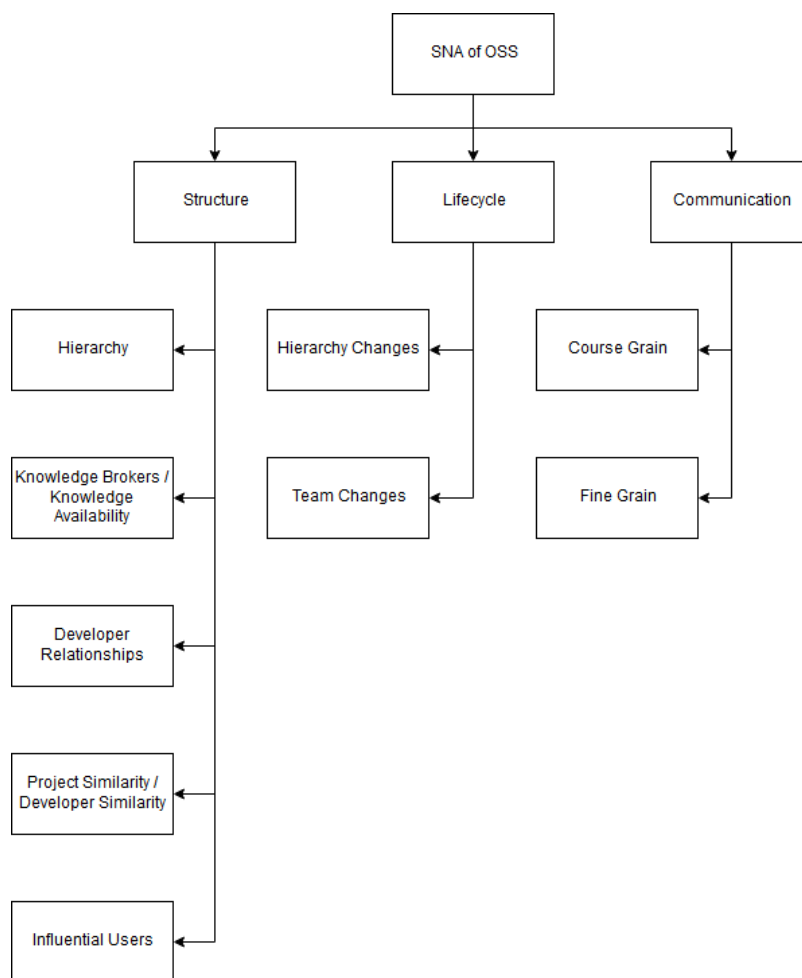 SNA of OSS
Structure
Lifecycle
Communication
Hierarchy
Hierarchy Changes
Course Grain
Knowledge Brokers /
Knowledge
Availability
Team Changes
Fine Grain
Developer
Relationships
Project Similarity /
Developer Similarity
Influential Users